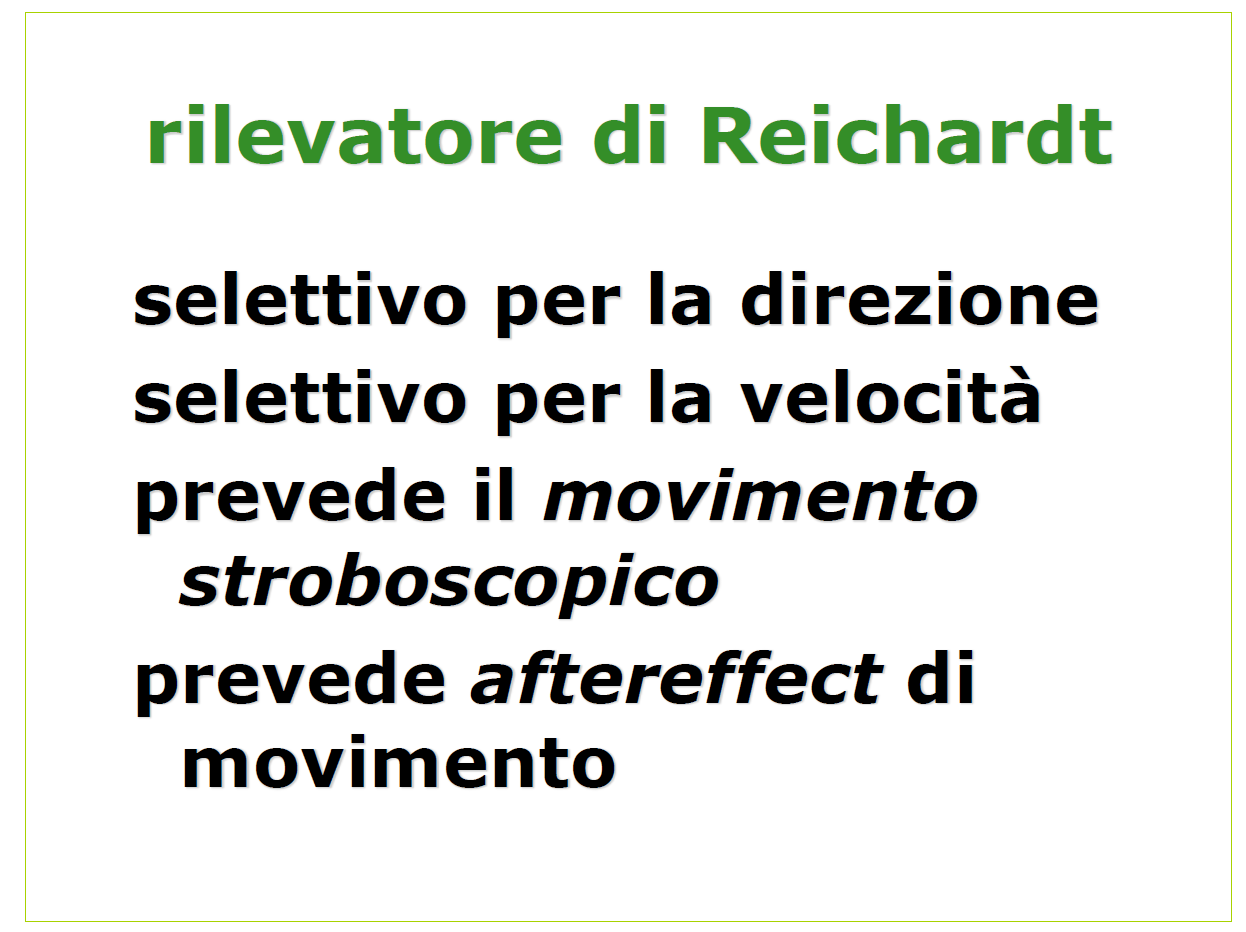 rilevatore di Reichardt
selettivo per la direzione
selettivo per la velocità
prevede il movimento
stroboscopico
prevede aftereffect di
movimento